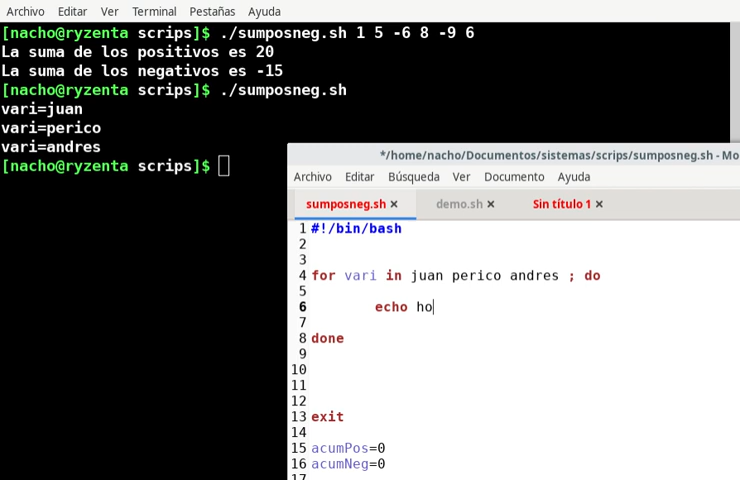 Archivo Editar Ver Terminal Pestañas Ayuda
[nacho@ryzenta scrips]$ ./sumposneg.sh 1 5 -6 8 -9 6
La suma de los positivos es 20
La suma de los negativos es -15
[nacho@ryzenta scrips]$ ./sumposneg.sh
vari=juan
vari=perico
vari=andres
[nacho@ryzenta scrips]$
*/home/nacho/Documentos/sistemas/scrips/sumposneg.sh - Mo
Archivo Editar Búsqueda Ver Documento Ayuda
sumposneg.sh × demo.sh × Sin título 1 ×
1 #!/bin/bash
2
3
4 for vari in juan perico andres ; do
5
6 echo ho
7
8 done
9
10
11
12
13 exit
14
15 acumPos=0
16 acumNeg=0
17